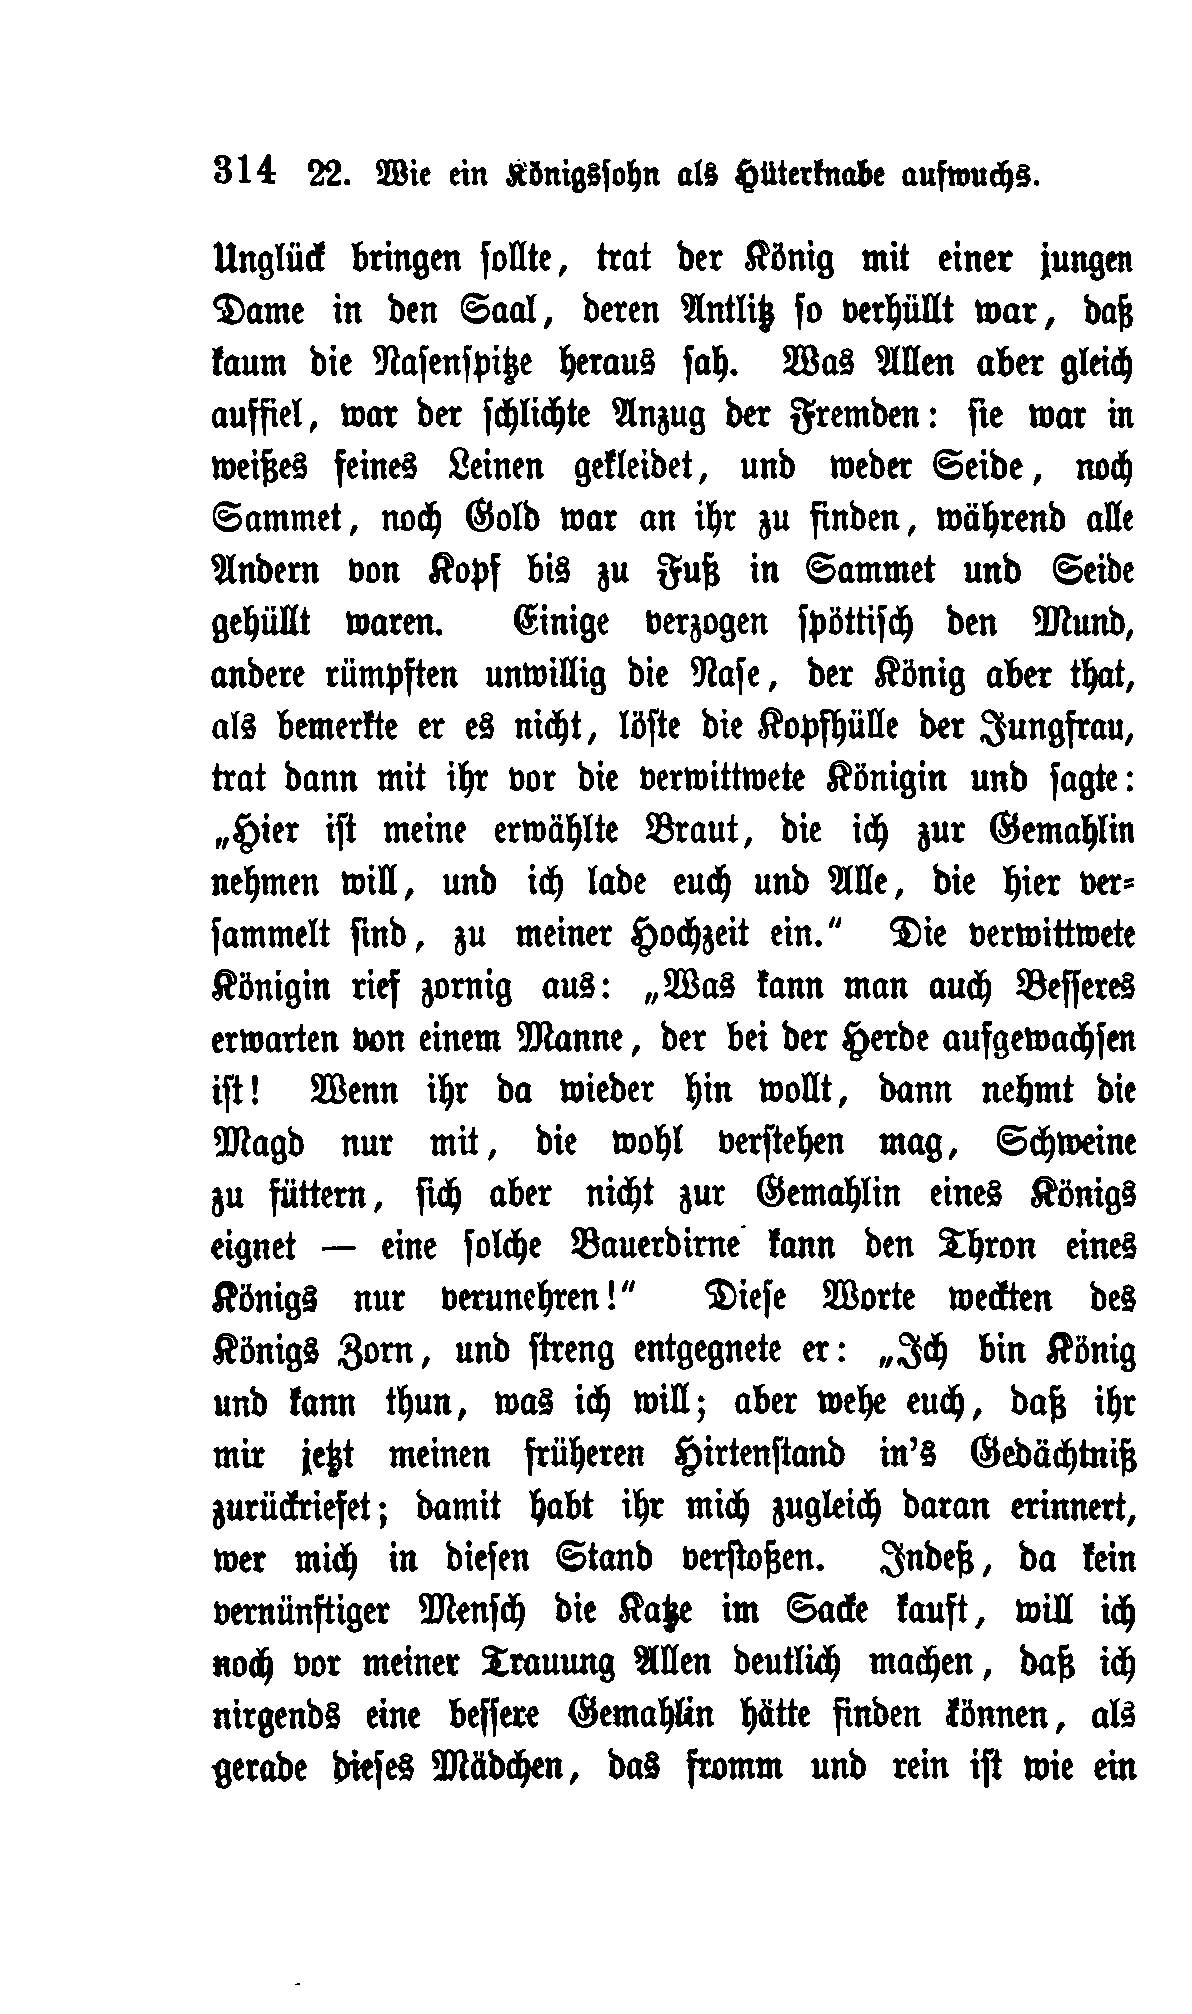 314 22. Wie ein Königssohn als Hüterknabe aufwuchs.
Unglück bringen sollte, trat der König mit einer jungen
Dame in den Saal, deren Antlitz so verhüllt war, daß
kaum die Nasenspitze heraus sah. Was Allen aber gleich
auffiel, war der schlichte Anzug der Fremden: sie war in
weißes feines Leinen gekleidet, und weder Seide, noch
Sammet, noch Gold war an ihr zu finden, während alle
Andern von Kopf bis zu Fuß in Sammet und Seide
gehüllt waren. Einige verzogen spöttisch den Mund,
andere rümpften unwillig die Nase, der König aber that,
als bemerkte er es nicht, löste die Kopfhülle der Jungfrau,
trat dann mit ihr vor die verwittwete Königin und sagte:
„Hier ist meine erwählte Braut, die ich zur Gemahlin
nehmen will, und ich lade euch und Alle, die hier ver-
sammelt sind, zu meiner Hochzeit ein.“ Die verwittwete
Königin rief zornig aus: „Was kann man auch Besseres
erwarten von einem Manne, der bei der Herde aufgewachsen
ist! Wenn ihr da wieder hin wollt, dann nehmt die
Magd nur mit, die wohl verstehen mag, Schweine
zu füttern, sich aber nicht zur Gemahlin eines Königs
eignet — eine solche Bauerdirne kann den Thron eines
Königs nur verunehren!“ Diese Worte weckten des
Königs Zorn, und streng entgegnete er: „Ich bin König
und kann thun, was ich will; aber wehe euch, daß ihr
mir jetzt meinen früheren Hirtenstand in's Gedächtniß
zurückriefet; damit habt ihr mich zugleich daran erinnert,
wer mich in diesen Stand verstoßen. Indeß, da kein
vernünftiger Mensch die Katze im Sacke kauft, will ich
noch vor meiner Trauung Allen deutlich machen, daß ich
nirgends eine bessere Gemahlin hätte finden können, als
gerade dieses Mädchen, das fromm und rein ist wie ein